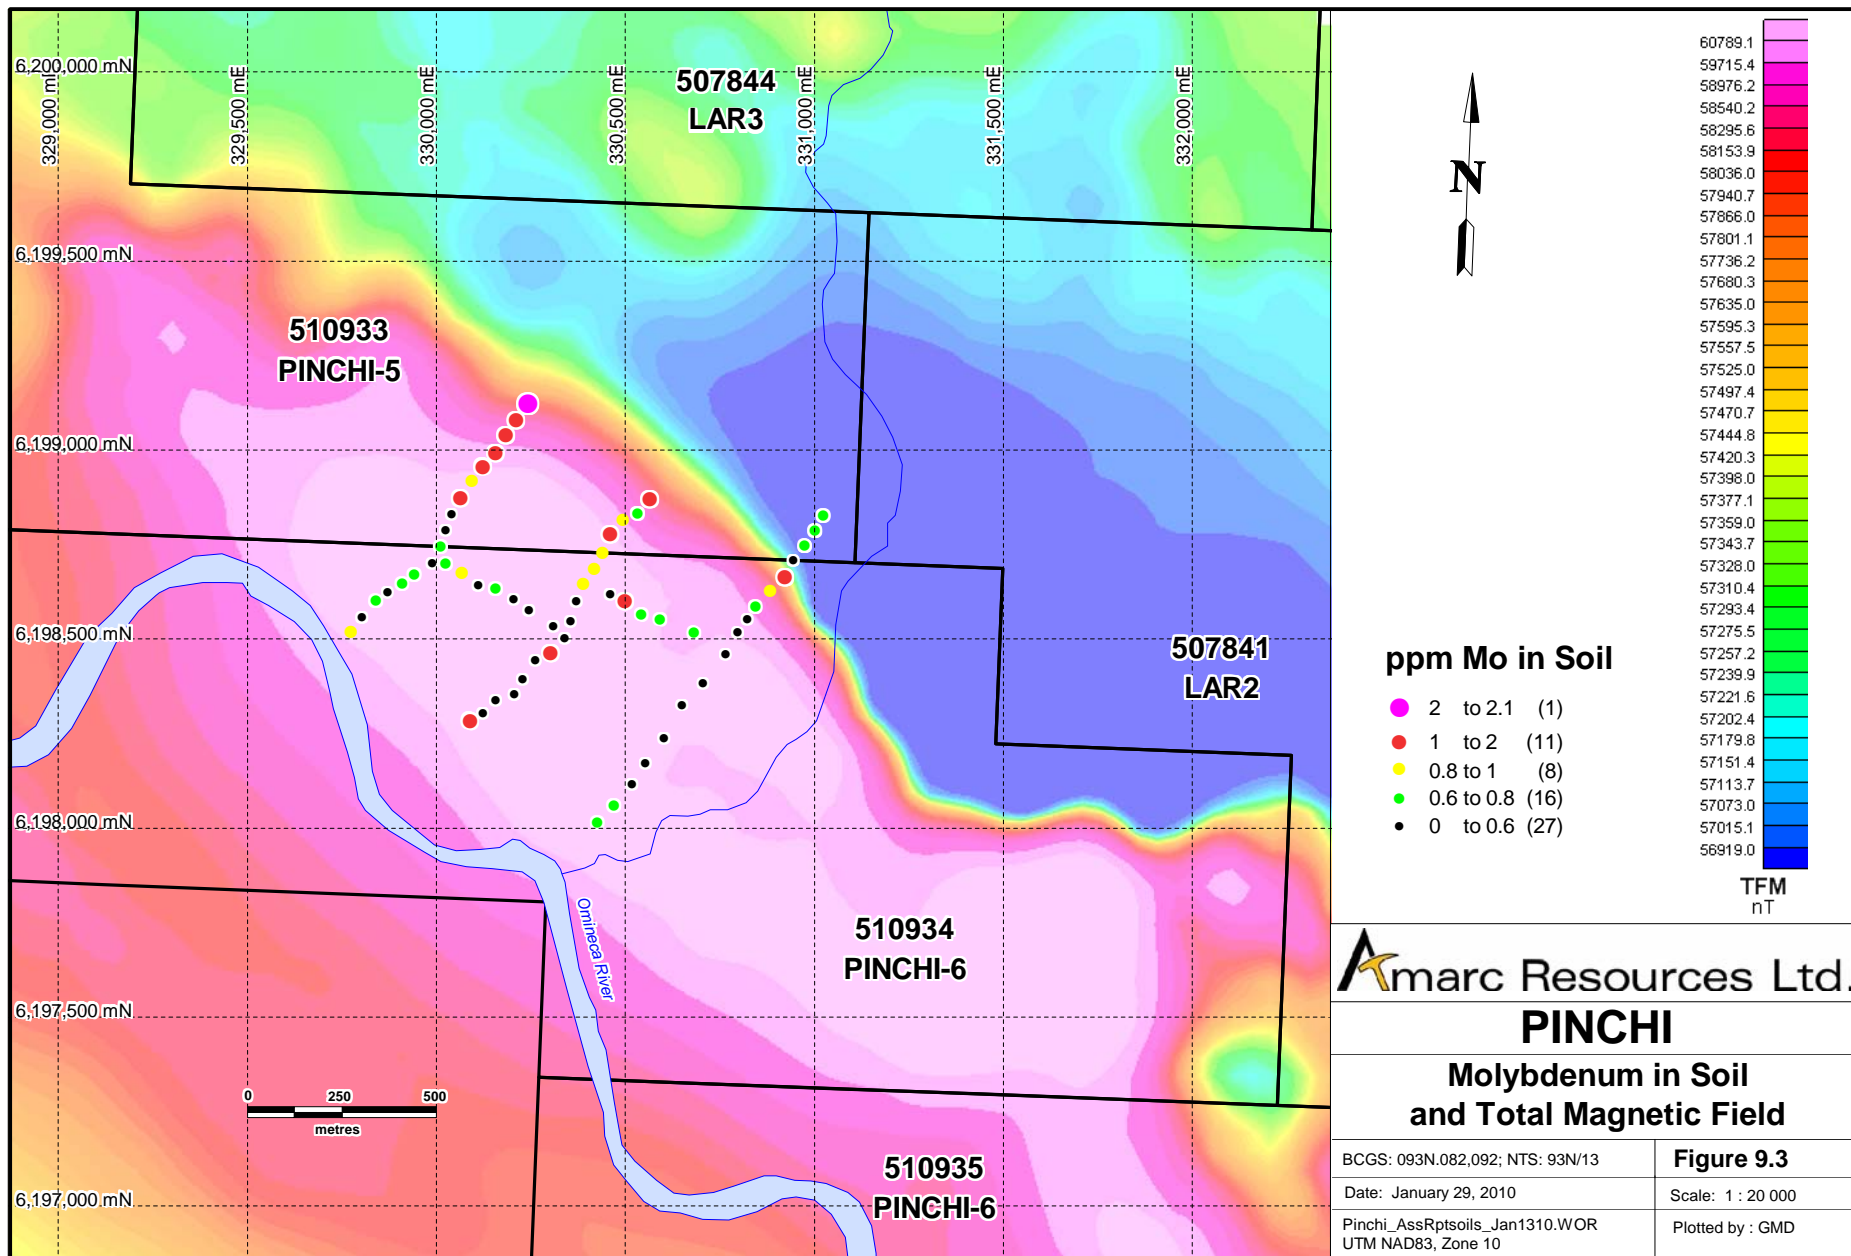 6,200,000 mN
6,199,500 mN
6,199,000 mN
6,198,500 mN
6,198,000 mN
6,197,500 mN
6,197,000 mN
329,000 mE
329,500 mE
330,000 mE
330,500 mE
331,000 mE
331,500 mE
332,000 mE
507844
LAR3
510933
PINCHI-5
507841
LAR2
510934
PINCHI-6
510935
PINCHI-6
Omineca River
0 250 500
metres
N
ppm Mo in Soil
2 to 2.1 (1)
1 to 2 (11)
0.8 to 1 (8)
0.6 to 0.8 (16)
0 to 0.6 (27)
60789.1
59715.4
58976.2
58540.2
58295.6
58153.9
58036.0
57940.7
57866.0
57801.1
57736.2
57680.3
57635.0
57595.3
57557.5
57525.0
57497.4
57470.7
57444.8
57420.3
57398.0
57377.1
57359.0
57343.7
57328.0
57310.4
57293.4
57275.5
57257.2
57239.9
57221.6
57202.4
57179.8
57151.4
57113.7
57073.0
57015.1
56919.0
TFM
nT
Amarc Resources Ltd.
PINCHI
Molybdenum in Soil
and Total Magnetic Field
BCGS: 093N.082,092; NTS: 93N/13
Figure 9.3
Date: January 29, 2010
Scale: 1 : 20 000
Pinchi_AssRptsoils_Jan1310.WOR
UTM NAD83, Zone 10
Plotted by : GMD